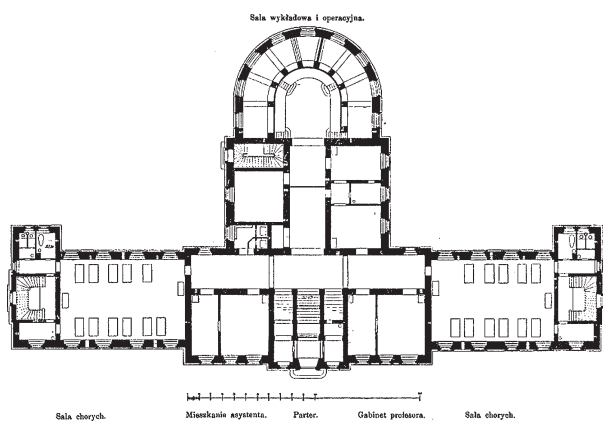 Sala wykładowa i operacyjna.
Sala chorych. Mieszkanie asystenta. Parter. Gabinet profesora. Sala chorych.